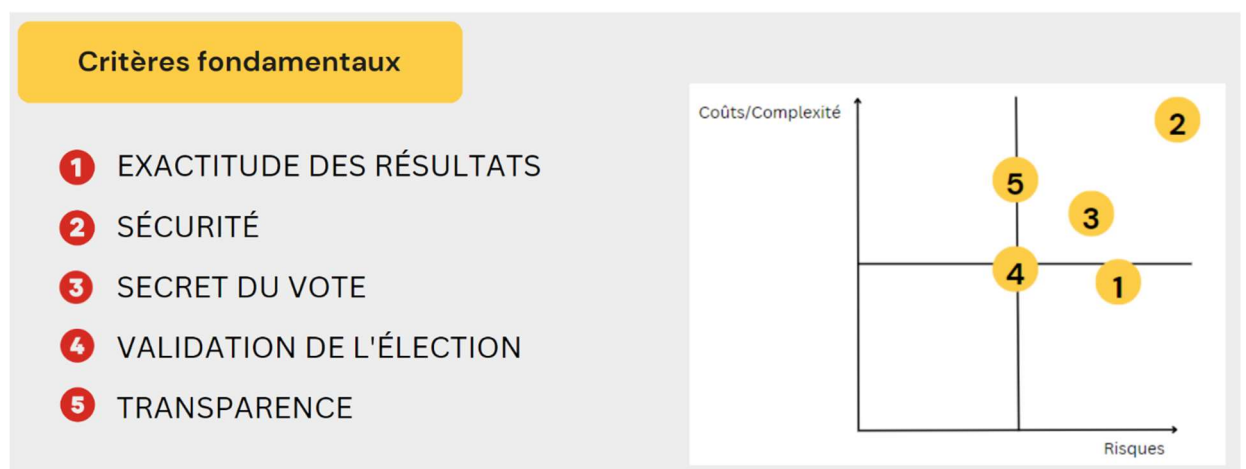 Critères fondamentaux
1 EXACTITUDE DES RÉSULTATS
2 SÉCURITÉ
3 SECRET DU VOTE
4 VALIDATION DE L'ÉLECTION
5 TRANSPARENCE
Coûts/Complexité
2
5
3
4
1
Risques